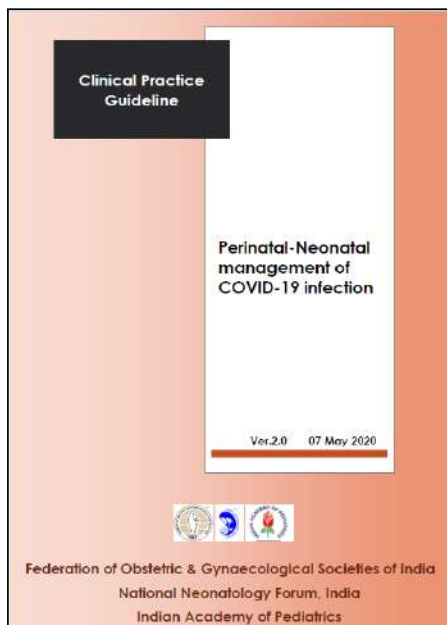 Clinical Practice
Guideline
Perinatal-Neonatal
management of
COVID-19 infection
Ver.2.0 07 May 2020
Federation of Obstetric & Gynaecological Societies of India
National Neonatology Forum, India
Indian Academy of Pediatrics